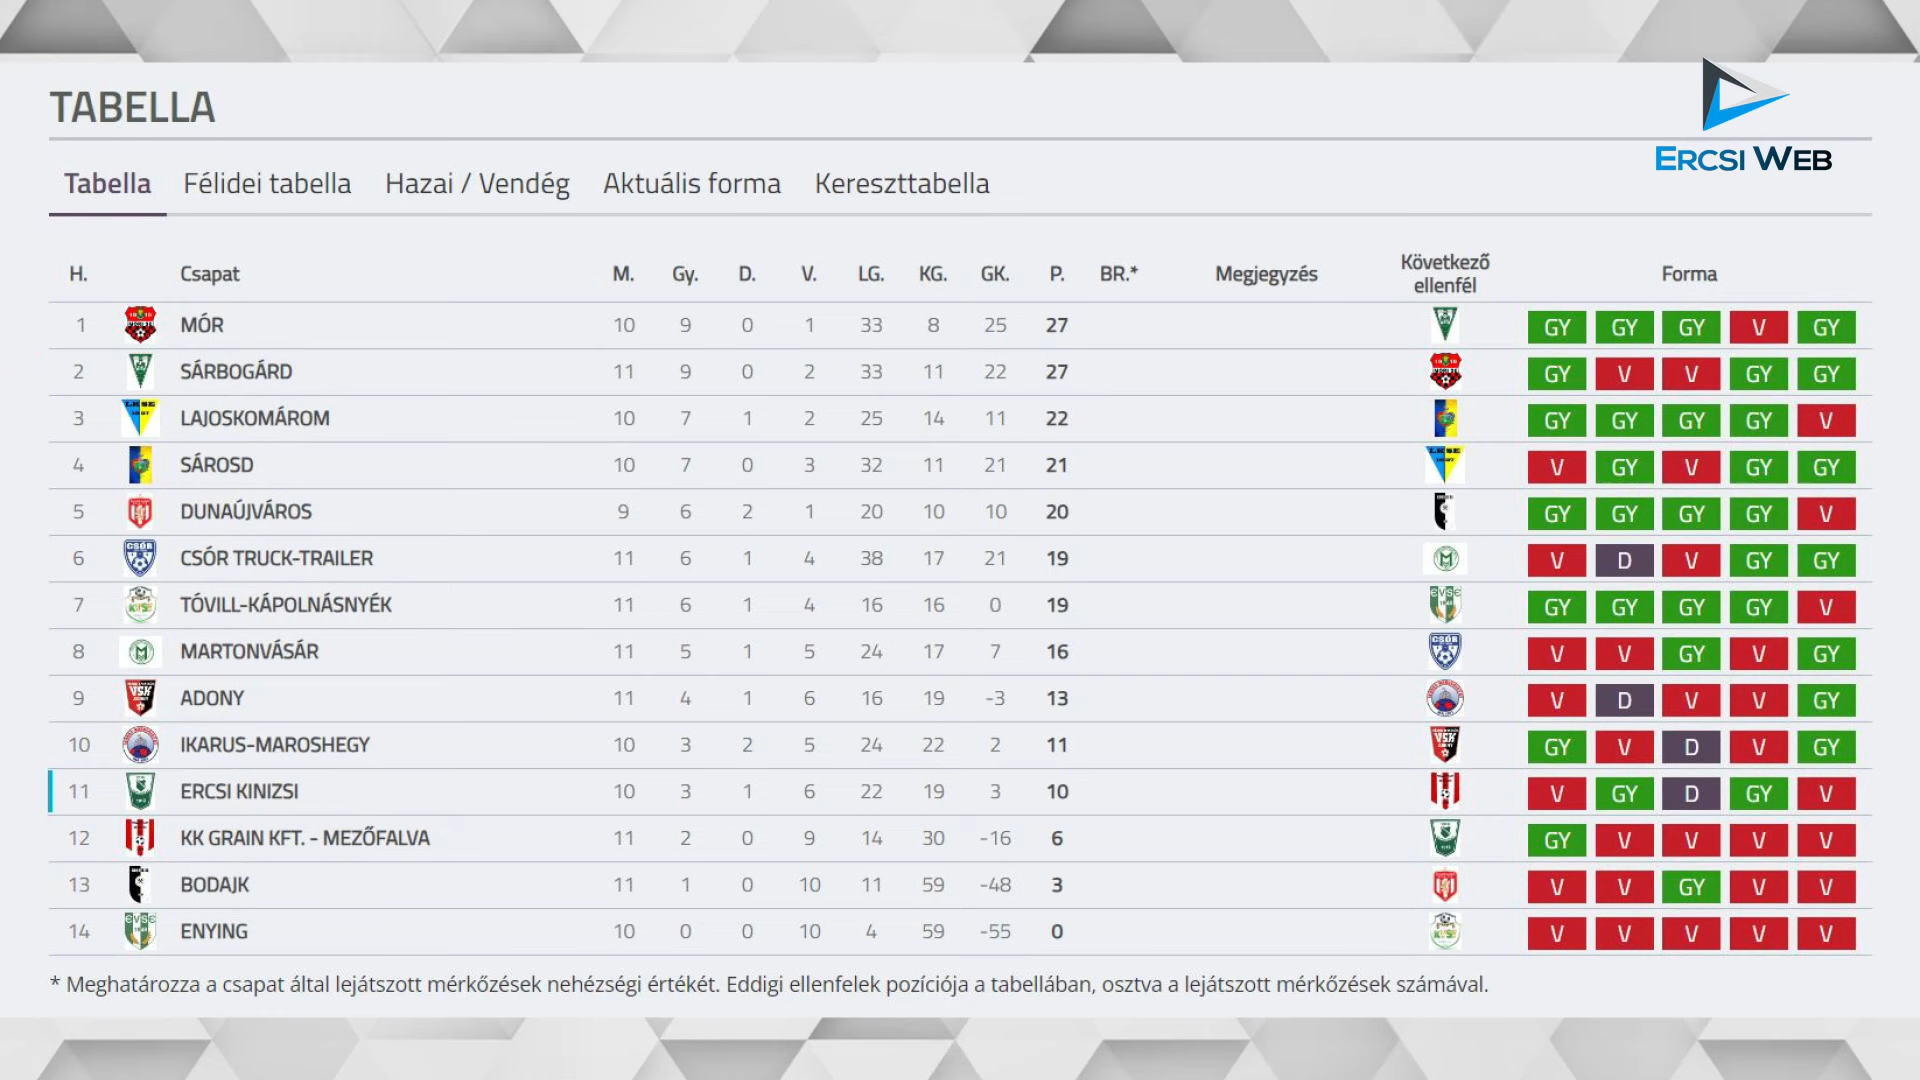 TABELLA
ERCSI WEB
Tabella Félidei tabella Hazai / Vendég Aktuális forma Kereszttabella
H. Csapat M. Gy. D. V. LG. KG. GK. P. BR.* Megjegyzés Következő ellenfél Forma
1 MÓR 10 9 0 1 33 8 25 27 GY GY GY V GY
2 SÁRBOGÁRD 11 9 0 2 33 11 22 27 GY V V GY GY
3 LAJOSKOMÁROM 10 7 1 2 25 14 11 22 GY GY GY GY V
4 SÁROSD 10 7 0 3 32 11 21 21 V GY V GY GY
5 DUNAÚJVÁROS 9 6 2 1 20 10 10 20 GY GY GY GY V
6 CSÓR TRUCK-TRAILER 11 6 1 4 38 17 21 19 V D V GY GY
7 TÓVILL-KÁPOLNÁSNYÉK 11 6 1 4 16 16 0 19 GY GY GY GY V
8 MARTONVÁSÁR 11 5 1 5 24 17 7 16 V V GY V GY
9 ADONY 11 4 1 6 16 19 -3 13 V D V V GY
10 IKARUS-MAROSHEGY 10 3 2 5 24 22 2 11 GY V D V GY
11 ERCSI KINIZSI 10 3 1 6 22 19 3 10 V GY D GY V
12 KK GRAIN KFT. - MEZŐFALVA 11 2 0 9 14 30 -16 6 GY V V V V
13 BODAJK 11 1 0 10 11 59 -48 3 V V GY V V
14 ENYING 10 0 0 10 4 59 -55 0 V V V V V
* Meghatározza a csapat által lejátszott mérkőzések nehézségi értékét. Eddigi ellenfelek pozíciója a tabellában, osztva a lejátszott mérkőzések számával.